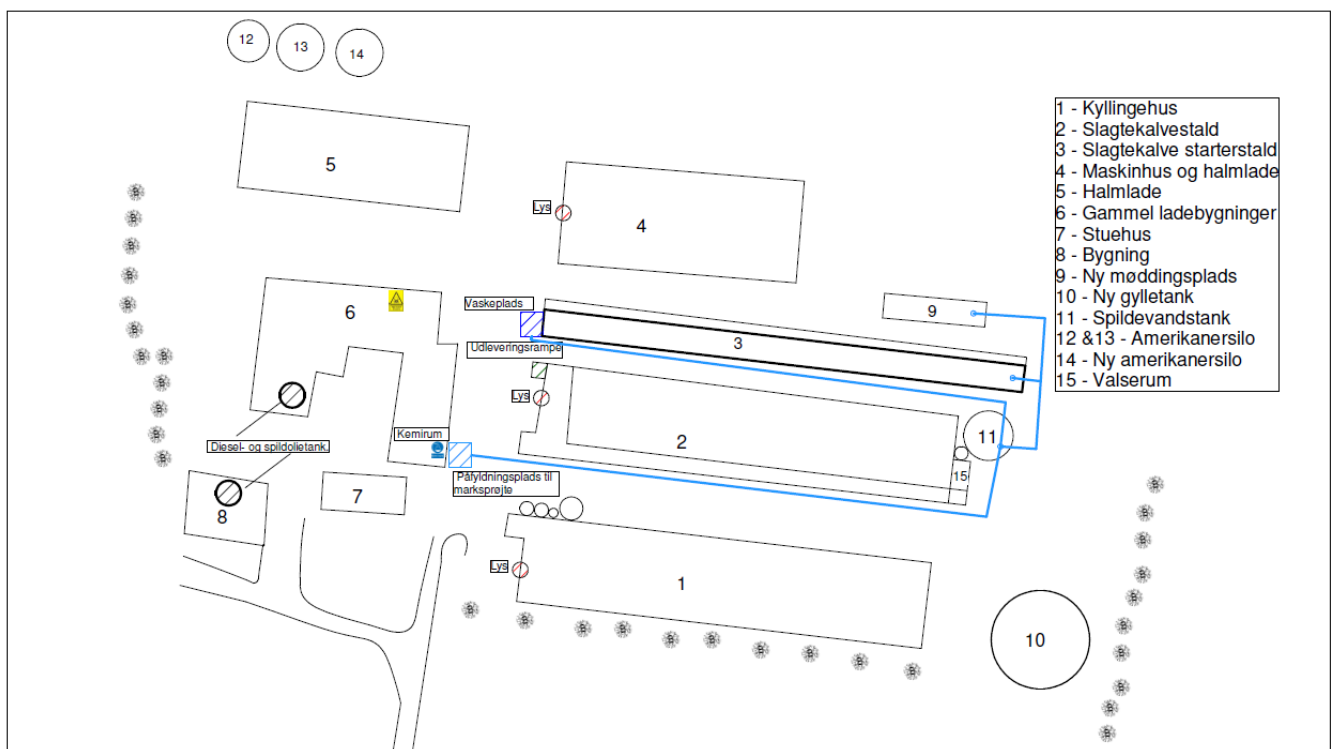 12
13
14
1 - Kyllingehus
2 - Slagtekalvestald
3 - Slagtekalve starterstald
4 - Maskinhus og halmlade
5 - Halmlade
6 - Gammel ladebygninger
7 - Stuehus
8 - Bygning
9 - Ny møddingsplads
10 - Ny gylletank
11 - Spildevandstank
12 &13 - Amerikanersilo
14 - Ny amerikanersilo
15 - Valserum
5
Lys
4
6
Vaskeplads
9
3
Udleveringsrampe
Lys
Kemirum
11
2
Diesel- og spildolietank.
15
Påfyldningsplads til
marksprøjte
7
8
Lys
1
10